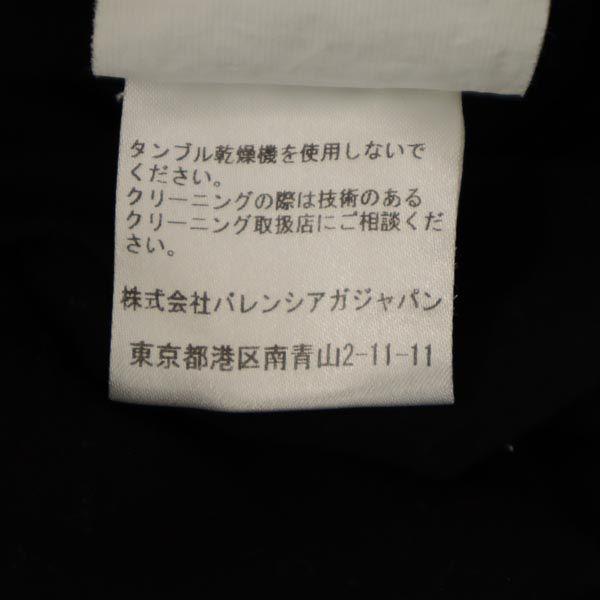 タンブル乾燥機を使用しないで
ください。
クリーニングの際は技術のある
クリーニング取扱店にご相談くだ
さい。
株式会社バレンシアガジャパン
東京都港区南青山2-11-11